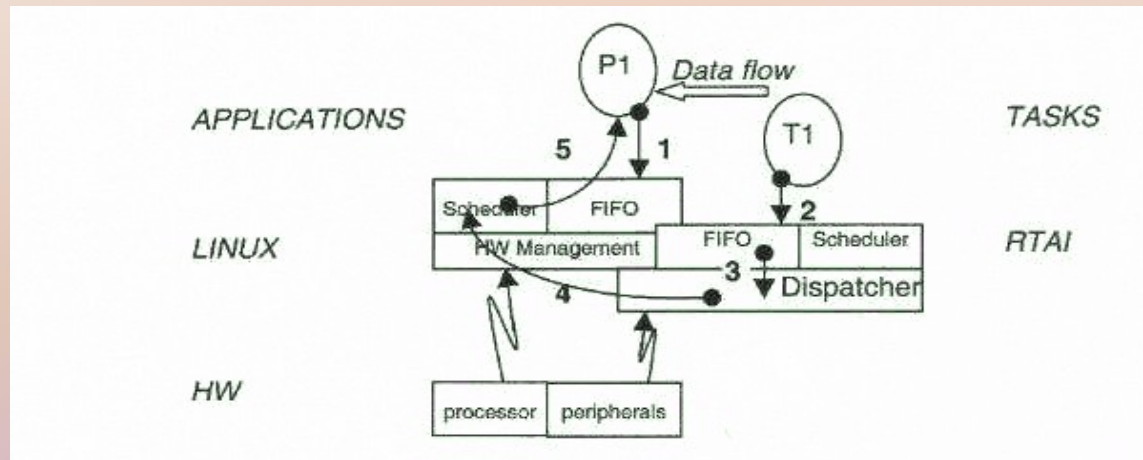 P1
Data flow
APPLICATIONS
TASKS
T1
5
1
Scheduler
FIFO
2
LINUX
HW Management
FIFO
Scheduler
RTAI
3
4
Dispatcher
HW
processor
peripherals